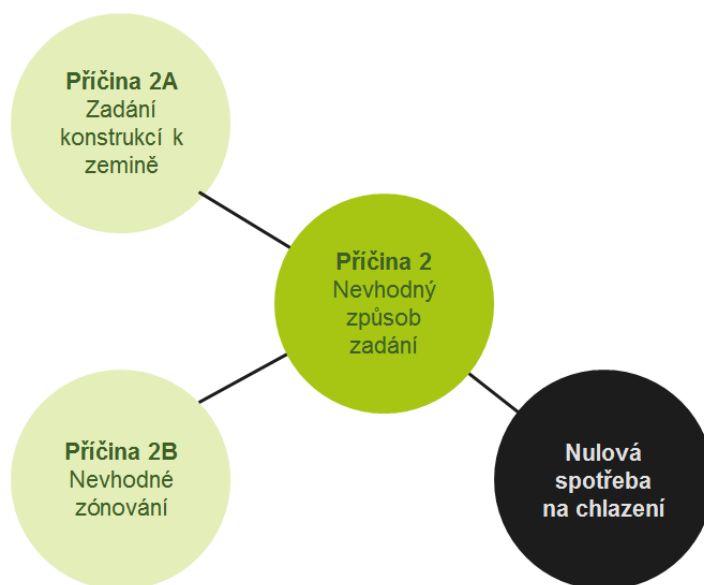 Příčina 2A
Zadání
konstrukcí k
zemině
Příčina 2
Nevhodný
způsob
zadání
Příčina 2B
Nevhodné
zónování
Nulová
spotřeba
na chlazení